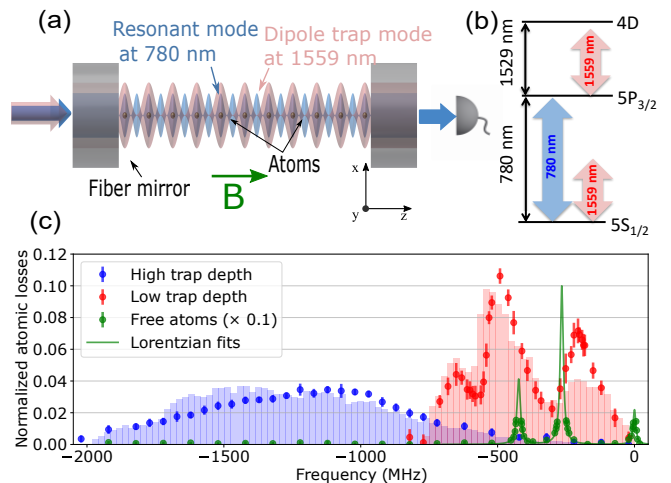 (a)
Resonant mode
at 780 nm
Dipole trap mode
at 1559 nm
Atoms
Fiber mirror
B
x
y
z
(b)
4D
1529 nm
1559 nm
5P3/2
780 nm
780 nm
1559 nm
5S1/2
(c)
Normalized atomic losses
0.12
0.10
0.08
0.06
0.04
0.02
0.00
High trap depth
Low trap depth
Free atoms (× 0.1)
Lorentzian fits
−2000
−1500
−1000
−500
0
Frequency (MHz)